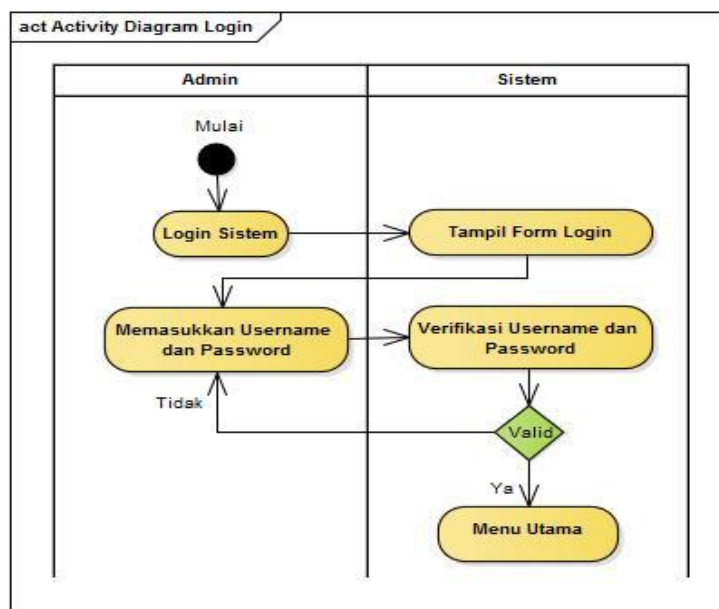 act Activity Diagram Login
Admin
Sistem
Mulai
Login Sistem
Tampil Form Login
Memasukkan Username
dan Password
Verifikasi Username dan
Password
Tidak
Valid
Ya
Menu Utama